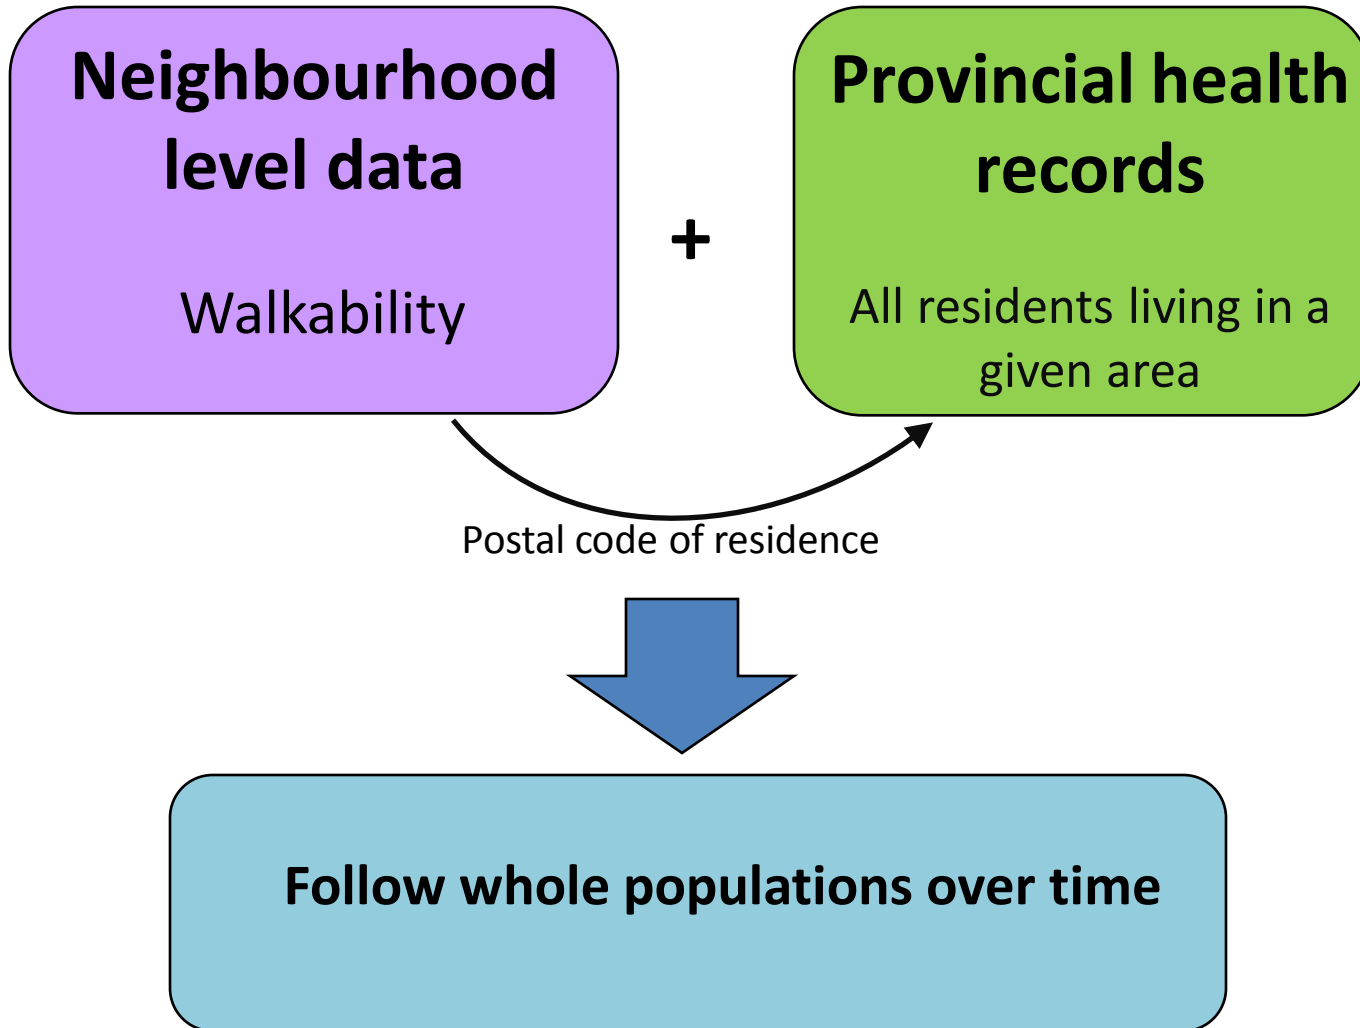 Neighbourhood
level data
Walkability
+
Provincial health
records
All residents living in a
given area
Postal code of residence
Follow whole populations over time